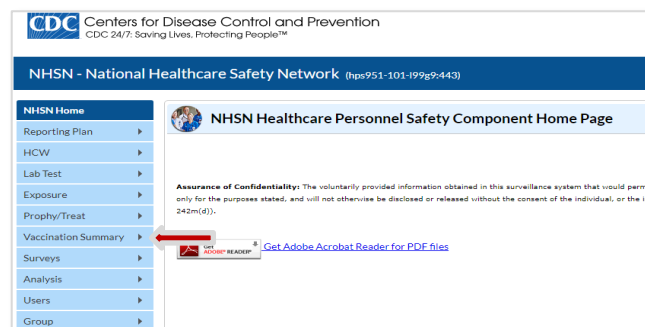 CDC Centers for Disease Control and Prevention
CDC 24/7: Saving Lives, Protecting People™
NHSN - National Healthcare Safety Network (hps951-101-l99g9:443)
NHSN Home
Reporting Plan
HCW
Lab Test
Exposure
Prophy/Treat
Vaccination Summary
Surveys
Analysis
Users
Group
NHSN Healthcare Personnel Safety Component Home Page
Assurance of Confidentiality: The voluntarily provided information obtained in this surveillance system that would perm
only for the purposes stated, and will not otherwise be disclosed or released without the consent of the individual, or the i
242m(d)).
Get
ADOBE® READER®
Get Adobe Acrobat Reader for PDF files